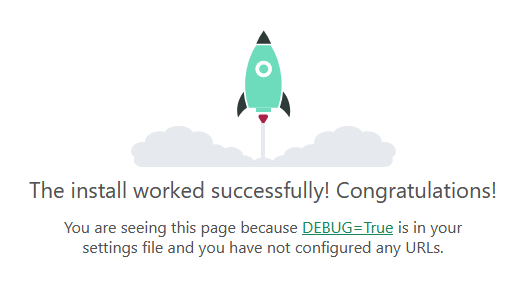 The install worked successfully! Congratulations!
You are seeing this page because DEBUG=True is in your
settings file and you have not configured any URLs.